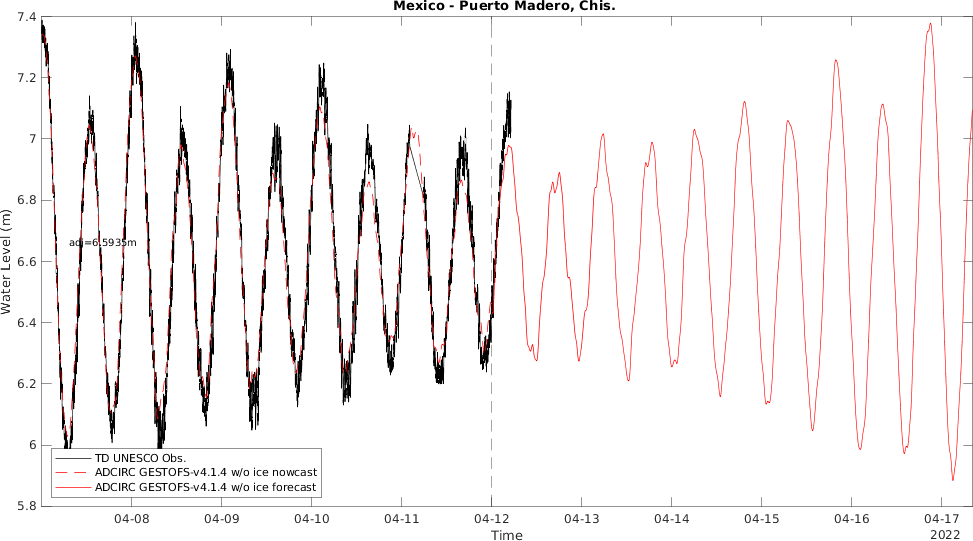 Mexico - Puerto Madero, Chis.
7.4
7.2
7
6.8
6.6
6.4
6.2
6
5.8
Water Level (m)
adj=6.5935m
TD UNESCO Obs.
ADCIRC GESTOFS-v4.1.4 w/o ice nowcast
ADCIRC GESTOFS-v4.1.4 w/o ice forecast
04-08 04-09 04-10 04-11 04-12 04-13 04-14 04-15 04-16 04-17
Time
2022